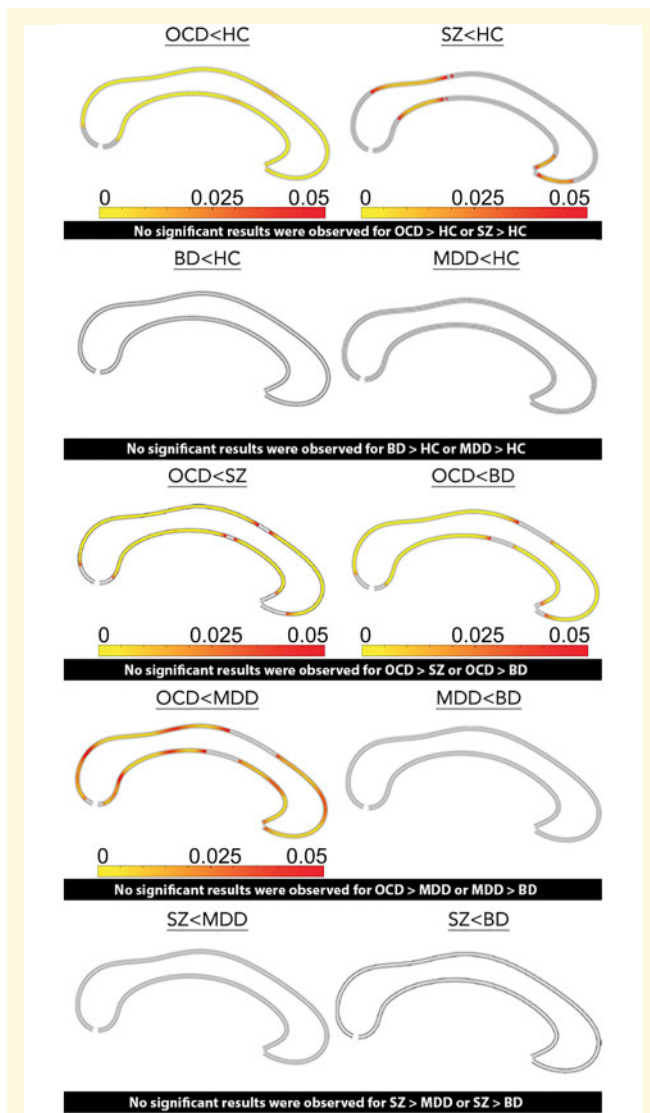 OCD<HC SZ<HC
0 0.025 0.05 0 0.025 0.05
No significant results were observed for OCD > HC or SZ > HC
BD<HC MDD<HC
No significant results were observed for BD > HC or MDD > HC
OCD<SZ OCD<BD
0 0.025 0.05 0 0.025 0.05
No significant results were observed for OCD > SZ or OCD > BD
OCD<MDD MDD<BD
0 0.025 0.05
No significant results were observed for OCD > MDD or MDD > BD
SZ<MDD SZ<BD
No significant results were observed for SZ > MDD or SZ > BD